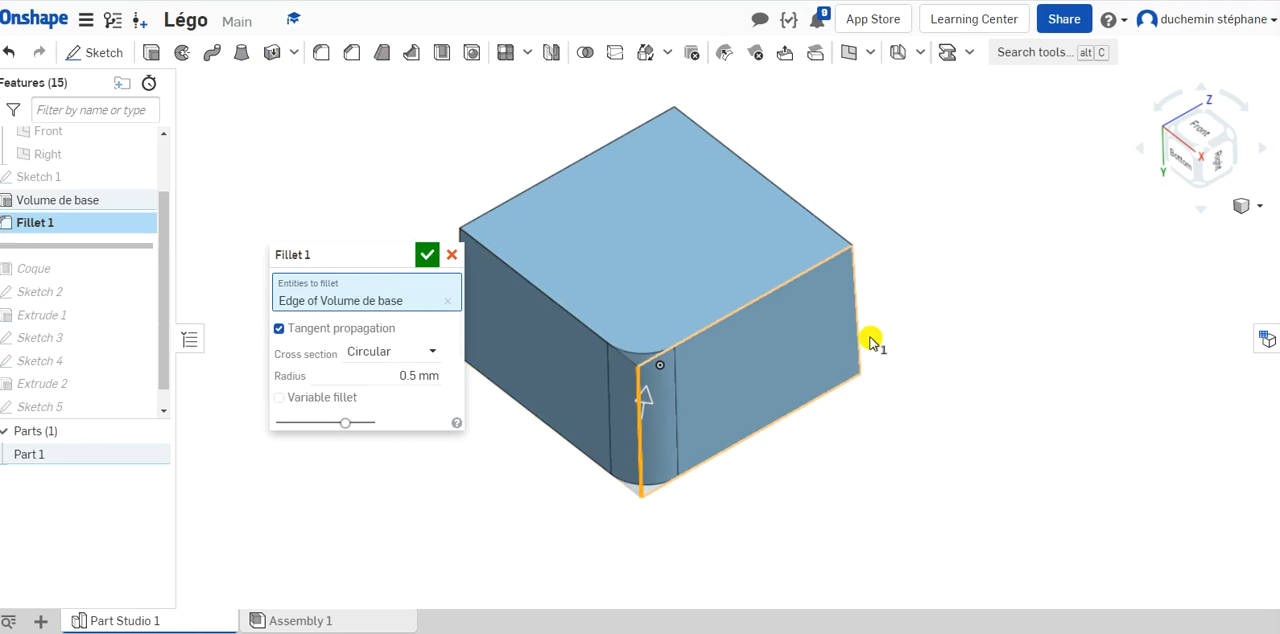 Onshape Légo Main 9 App Store Learning Center Share duchemin stéphane
Sketch Search tools... alt C
Features (15)
Filter by name or type
Front
Right
Sketch 1
Volume de base
Fillet 1
Coque
Sketch 2
Extrude 1
Sketch 3
Sketch 4
Extrude 2
Sketch 5
Parts (1)
Part 1
Fillet 1
Entities to fillet
Edge of Volume de base
Tangent propagation
Cross section Circular
Radius 0.5 mm
Variable fillet
1
Z
Front
X
Bottom
Right
Y
Part Studio 1 Assembly 1